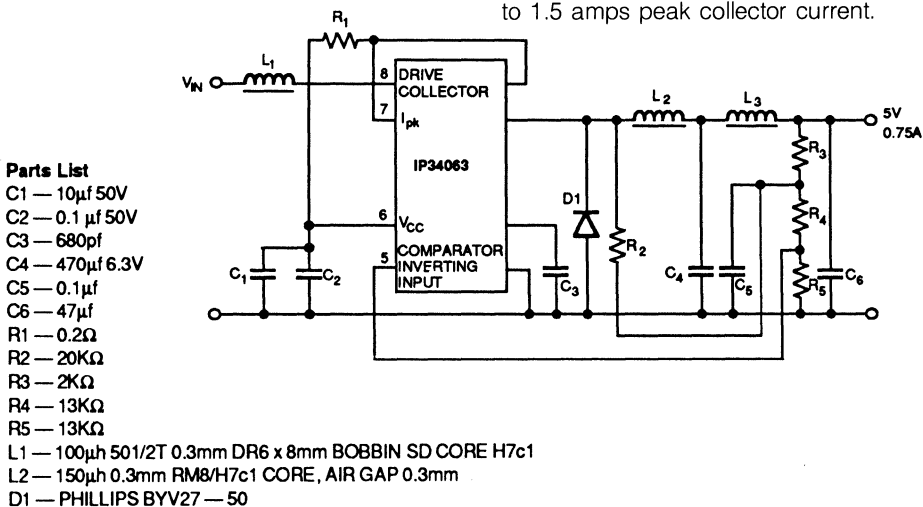 to 1.5 amps peak collector current.
R1
L1
VIN
8 DRIVE
COLLECTOR
7 Ipk
IP34063
6 VCC
5 COMPARATOR
INVERTING
INPUT
C1
C2
C3
D1
R2
L2
L3
C4
C5
R3
R4
R5
C6
5V
0.75A
Parts List
C1 — 10µf 50V
C2 — 0.1 µf 50V
C3 — 680pf
C4 — 470µf 6.3V
C5 — 0.1µf
C6 — 47µf
R1 — 0.2Ω
R2 — 20KΩ
R3 — 2KΩ
R4 — 13KΩ
R5 — 13KΩ
L1 — 100µh 501/2T 0.3mm DR6 x 8mm BOBBIN SD CORE H7c1
L2 — 150µh 0.3mm RM8/H7c1 CORE, AIR GAP 0.3mm
D1 — PHILLIPS BYV27 — 50